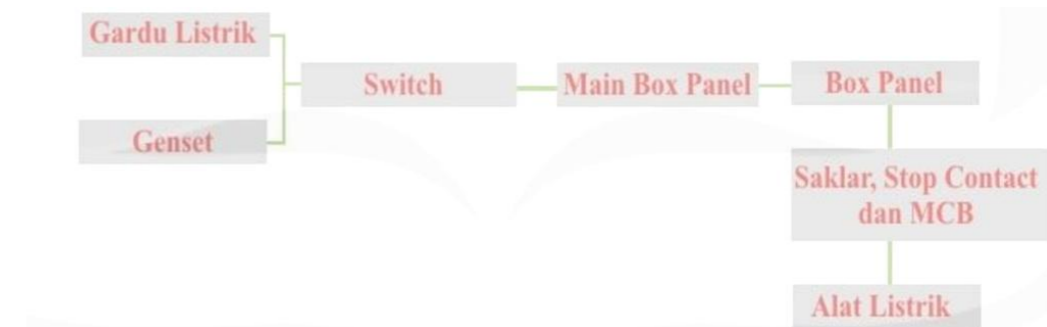 Gardu Listrik
Genset
Switch
Main Box Panel
Box Panel
Saklar, Stop Contact
dan MCB
Alat Listrik